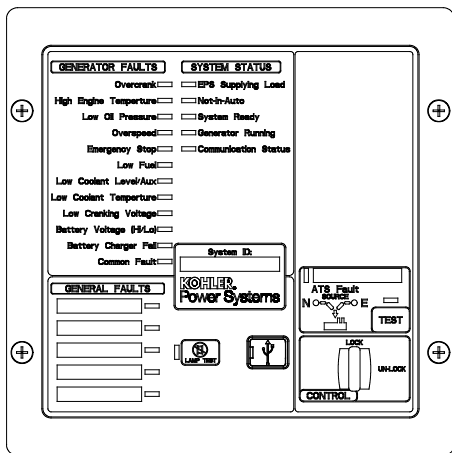 GENERATOR FAULTS
Overcrank
High Engine Temperture
Low Oil Pressure
Overspeed
Emergency Stop
Low Fuel
Low Coolant Level/Aux
Low Coolant Temperture
Low Cranking Voltage
Battery Voltage (Hi/Lo)
Battery Charger Fail
Common Fault
SYSTEM STATUS
EPS Supplying Load
Not-in-Auto
System Ready
Generator Running
Communication Status
System ID:
KOHLER
Power Systems
GENERAL FAULTS
LAMP TEST
ATS Fault
SOURCE
N E
TEST
LOCK
UN-LOCK
CONTROL